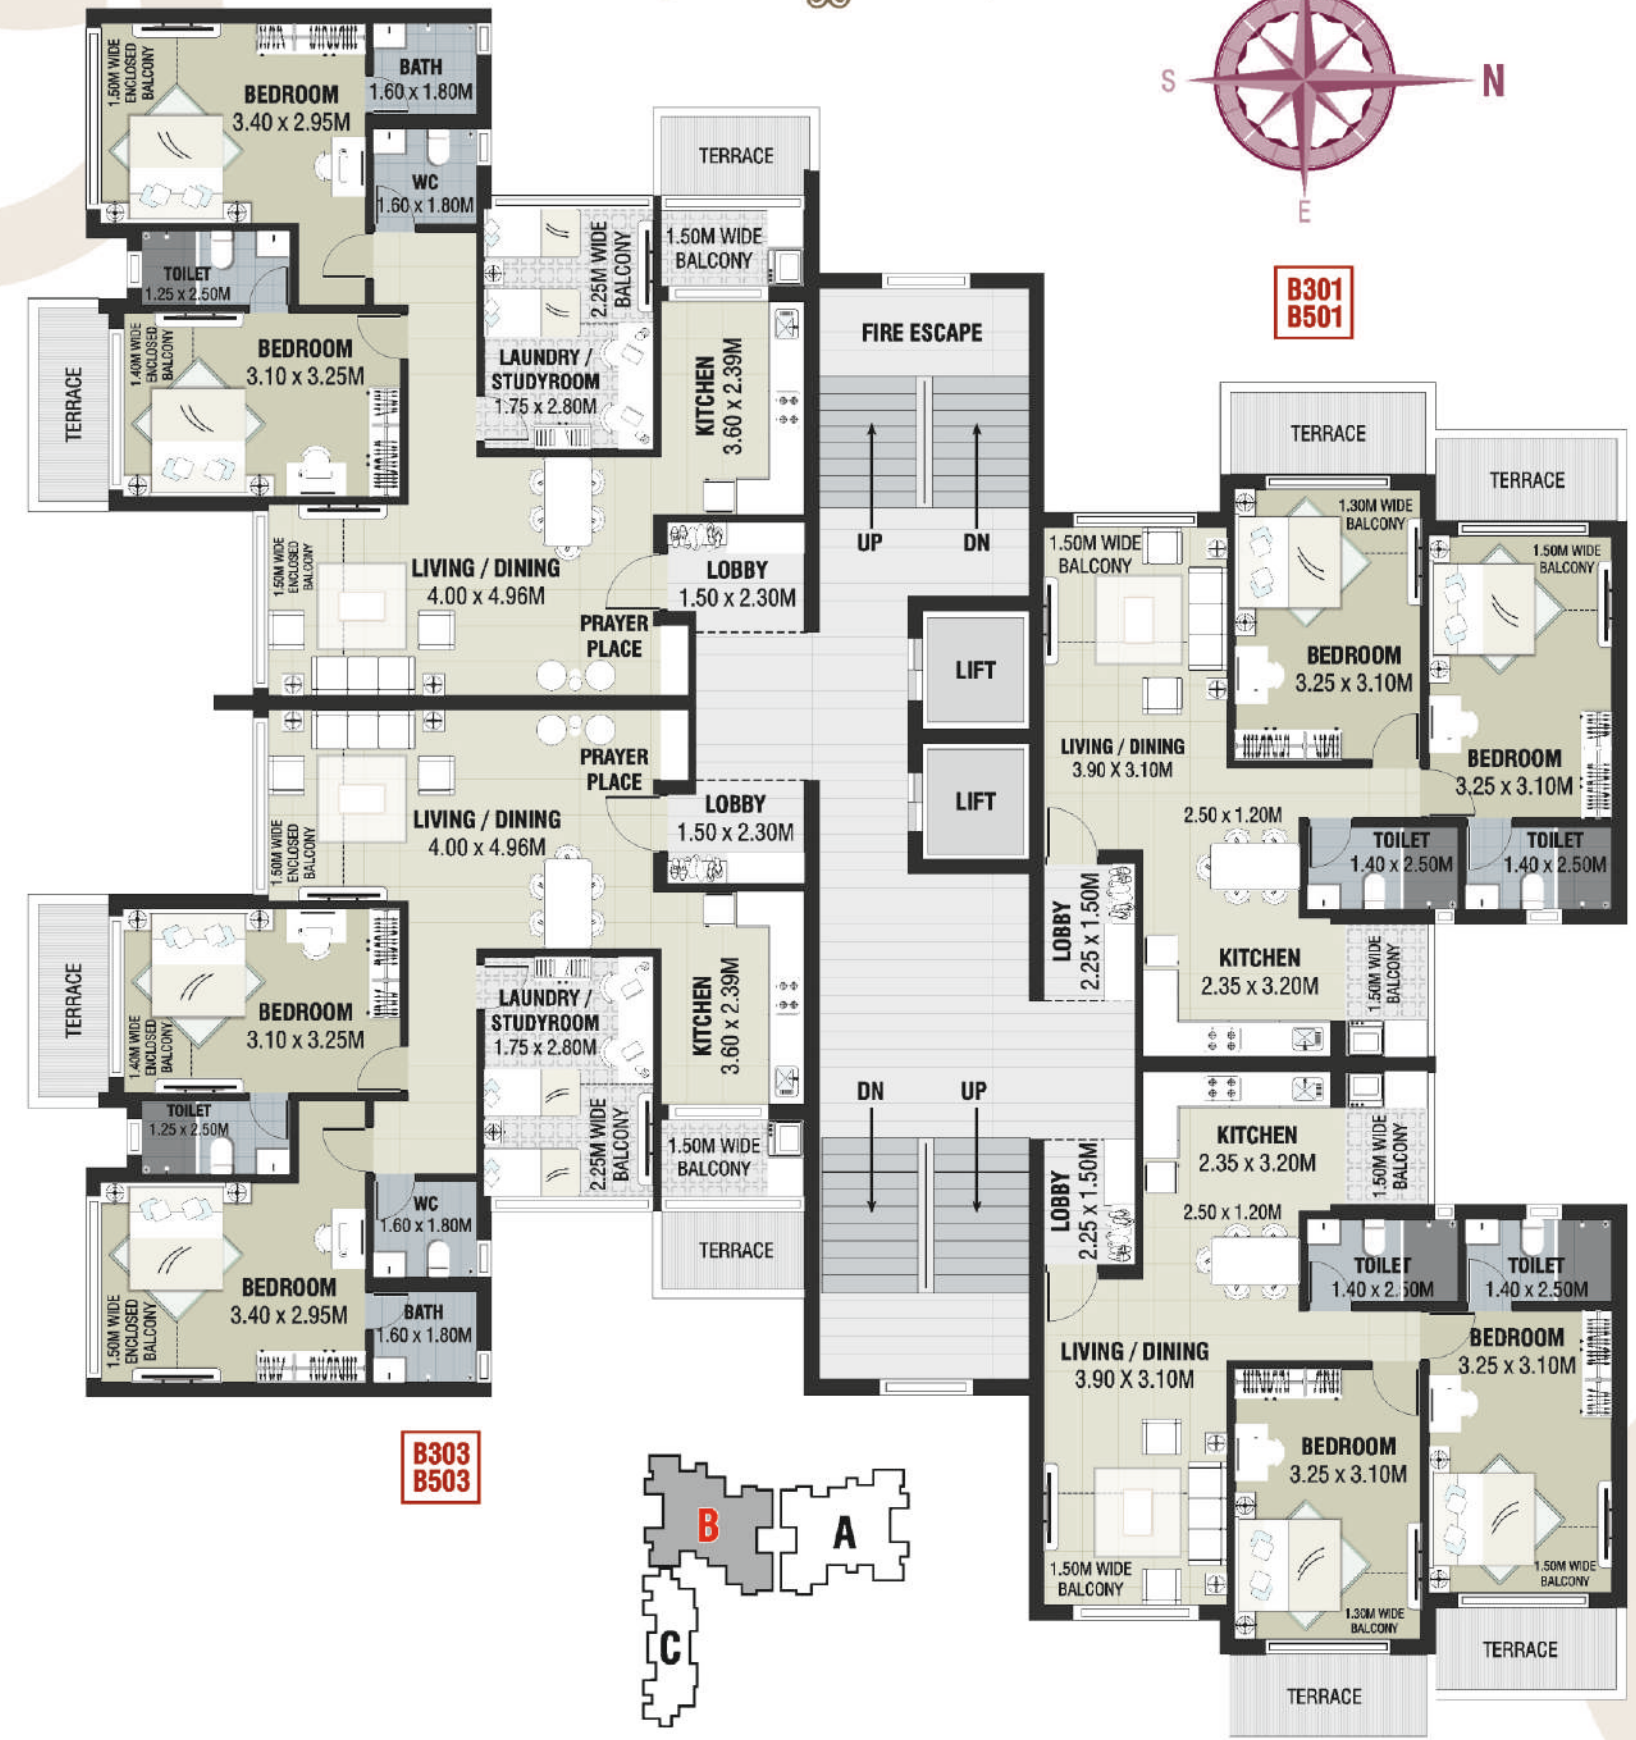 S
N
E
B301
B501
1.50M WIDE
ENCLOSED
BALCONY
BEDROOM
3.40 x 2.95M
BATH
1.60 x 1.80M
WC
1.60 x 1.80M
TOILET
1.25 x 2.50M
TERRACE
1.40M WIDE
ENCLOSED
BALCONY
BEDROOM
3.10 x 3.25M
2.25M WIDE
BALCONY
LAUNDRY /
STUDYROOM
1.75 x 2.80M
TERRACE
1.50M WIDE
BALCONY
KITCHEN
3.60 x 2.39M
1.50M WIDE
ENCLOSED
BALCONY
LIVING / DINING
4.00 x 4.96M
PRAYER
PLACE
LOBBY
1.50 x 2.30M
FIRE ESCAPE
UP
DN
LIFT
LIFT
DN
UP
PRAYER
PLACE
LOBBY
1.50 x 2.30M
LIVING / DINING
4.00 x 4.96M
1.50M WIDE
ENCLOSED
BALCONY
TERRACE
BEDROOM
3.10 x 3.25M
1.40M WIDE
ENCLOSED
BALCONY
LAUNDRY /
STUDYROOM
1.75 x 2.80M
2.25M WIDE
BALCONY
KITCHEN
3.60 x 2.39M
1.50M WIDE
BALCONY
TERRACE
TOILET
1.25 x 2.50M
WC
1.60 x 1.80M
BEDROOM
3.40 x 2.95M
1.50M WIDE
ENCLOSED
BALCONY
BATH
1.60 x 1.80M
B303
B503
TERRACE
TERRACE
1.50M WIDE
BALCONY
1.30M WIDE
BALCONY
1.50M WIDE
BALCONY
BEDROOM
3.25 x 3.10M
BEDROOM
3.25 x 3.10M
LIVING / DINING
3.90 X 3.10M
2.50 x 1.20M
TOILET
1.40 x 2.50M
TOILET
1.40 x 2.50M
LOBBY
2.25 x 1.50M
KITCHEN
2.35 x 3.20M
1.50M WIDE
BALCONY
KITCHEN
2.35 x 3.20M
1.50M WIDE
BALCONY
LOBBY
2.25 x 1.50M
2.50 x 1.20M
TOILET
1.40 x 2.50M
TOILET
1.40 x 2.50M
LIVING / DINING
3.90 X 3.10M
BEDROOM
3.25 x 3.10M
BEDROOM
3.25 x 3.10M
1.50M WIDE
BALCONY
1.30M WIDE
BALCONY
1.50M WIDE
BALCONY
TERRACE
TERRACE
B
A
C